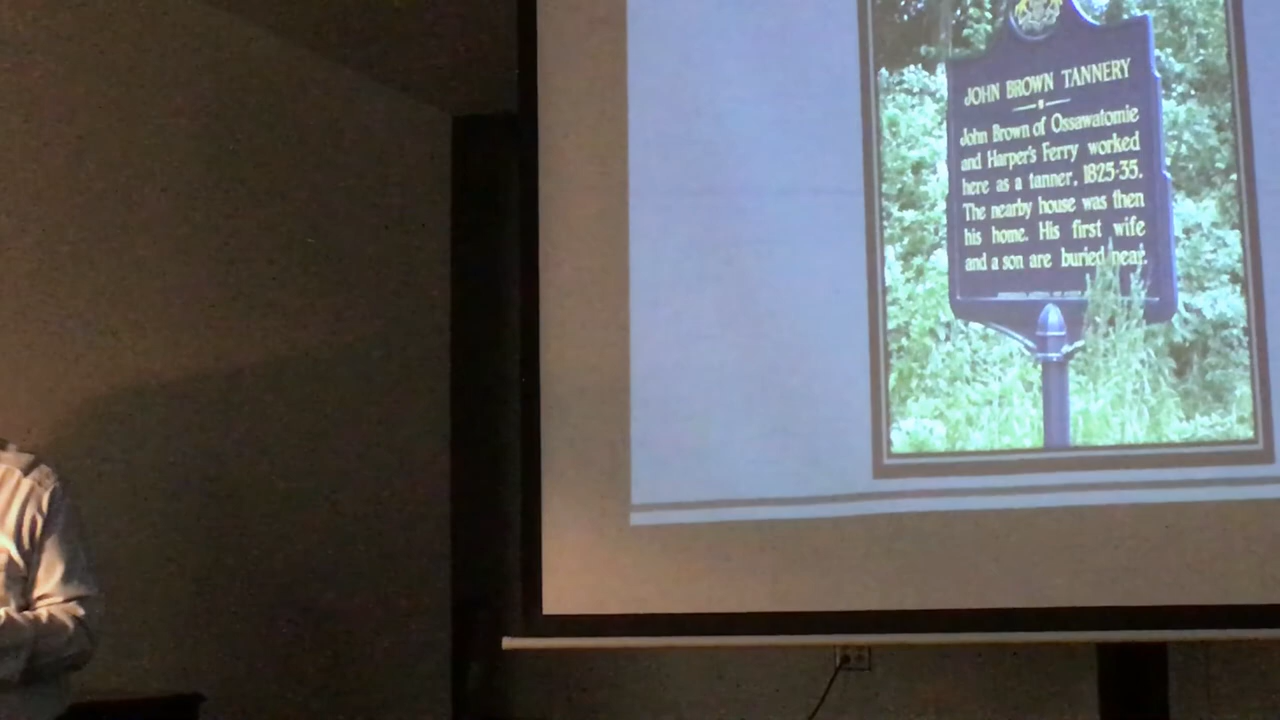 JOHN BROWN TANNERY
John Brown of Ossawatomie
and Harper's Ferry worked
here as a tanner, 1825-35.
The nearby house was then
his home. His first wife
and a son are buried near.